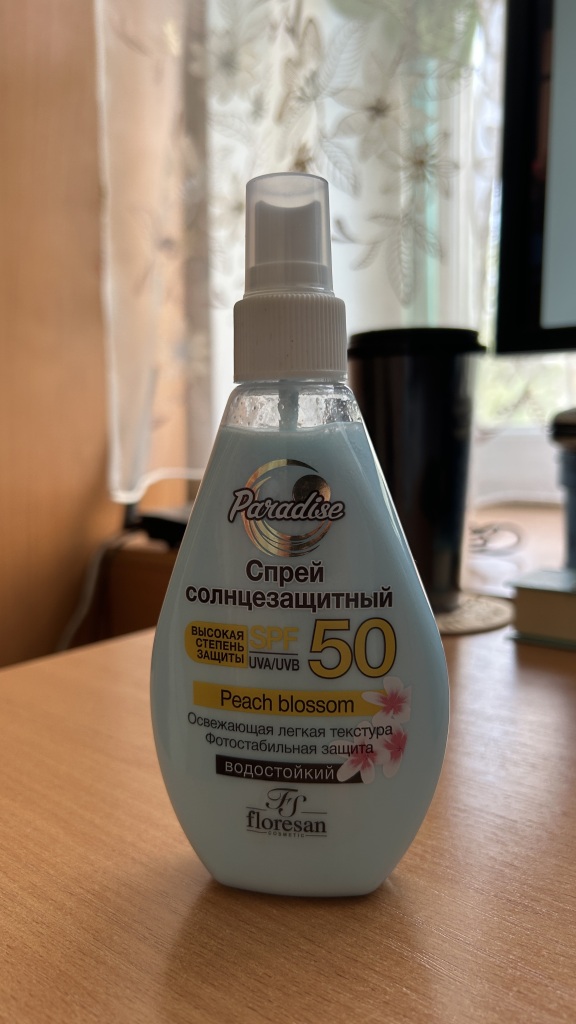 Paradise
Спрей
солнцезащитный
ВЫСОКАЯ
СТЕПЕНЬ
ЗАЩИТЫ
SPF 50
UVA/UVB
Peach blossom
Освежающая легкая текстура
Фотостабильная защита
водостойкий
FS
floresan
COSMETIC